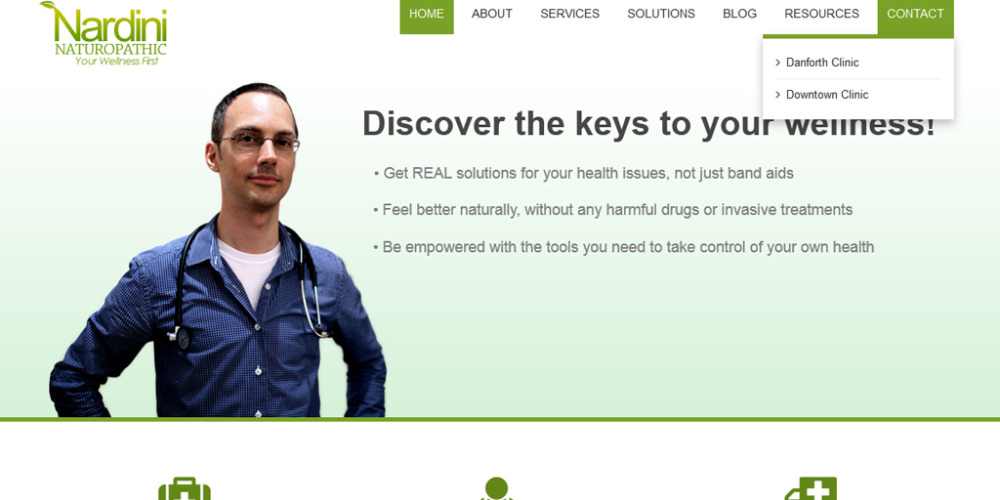 Nardini
NATUROPATHIC
Your Wellness First
HOME ABOUT SERVICES SOLUTIONS BLOG RESOURCES CONTACT
Danforth Clinic
Downtown Clinic
Discover the keys to your wellness!
• Get REAL solutions for your health issues, not just band aids
• Feel better naturally, without any harmful drugs or invasive treatments
• Be empowered with the tools you need to take control of your own health